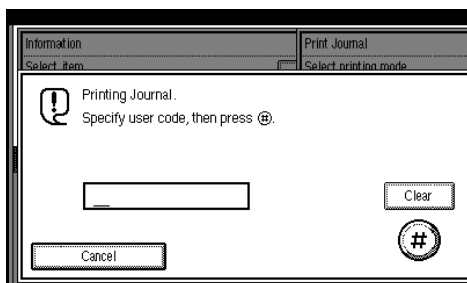 Information
Print Journal
Select item
Select printing mode
Printing Journal.
Specify user code, then press ⌗.
Clear
#
Cancel